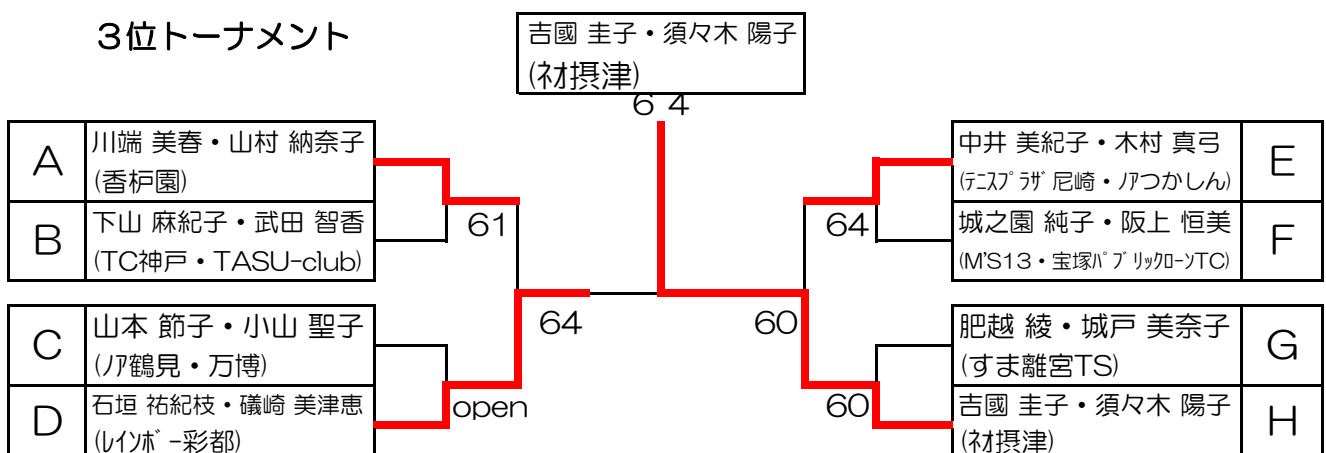 3位トーナメント
吉國 圭子・須々木 陽子
(ﾈｵ摂津)
6 4
A
川端 美春・山村 納奈子
(香枦園)
B
下山 麻紀子・武田 智香
(TC神戸・TASU-club)
61
C
山本 節子・小山 聖子
(ﾉｱ鶴見・万博)
D
石垣 祐紀枝・礒崎 美津恵
(ﾚｲﾝﾎﾞｰ彩都)
open
64
60
中井 美紀子・木村 真弓
(ﾃﾆｽﾌﾟﾗｻﾞ尼崎・ﾉｱつかしん)
E
城之園 純子・阪上 恒美
(M'S13・宝塚ﾊﾟﾌﾞﾘｯｸﾛｰﾝTC)
F
64
肥越 綾・城戸 美奈子
(すま離宮TS)
G
吉國 圭子・須々木 陽子
(ﾈｵ摂津)
H
60